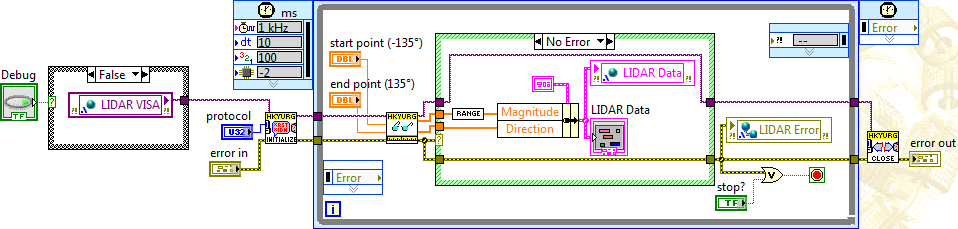 Debug
TF
False
LIDAR VISA
ms
1 kHz
dt
10
100
-2
protocol
U32
error in
HKYURG
INITIALIZE
start point (-135°)
DBL
end point (135°)
DBL
HKYURG
Error
i
No Error
RANGE
Magnitude
Direction
LIDAR Data
LIDAR Data
?!
--
LIDAR Error
stop?
TF
V
Error
HKYURG
CLOSE
error out